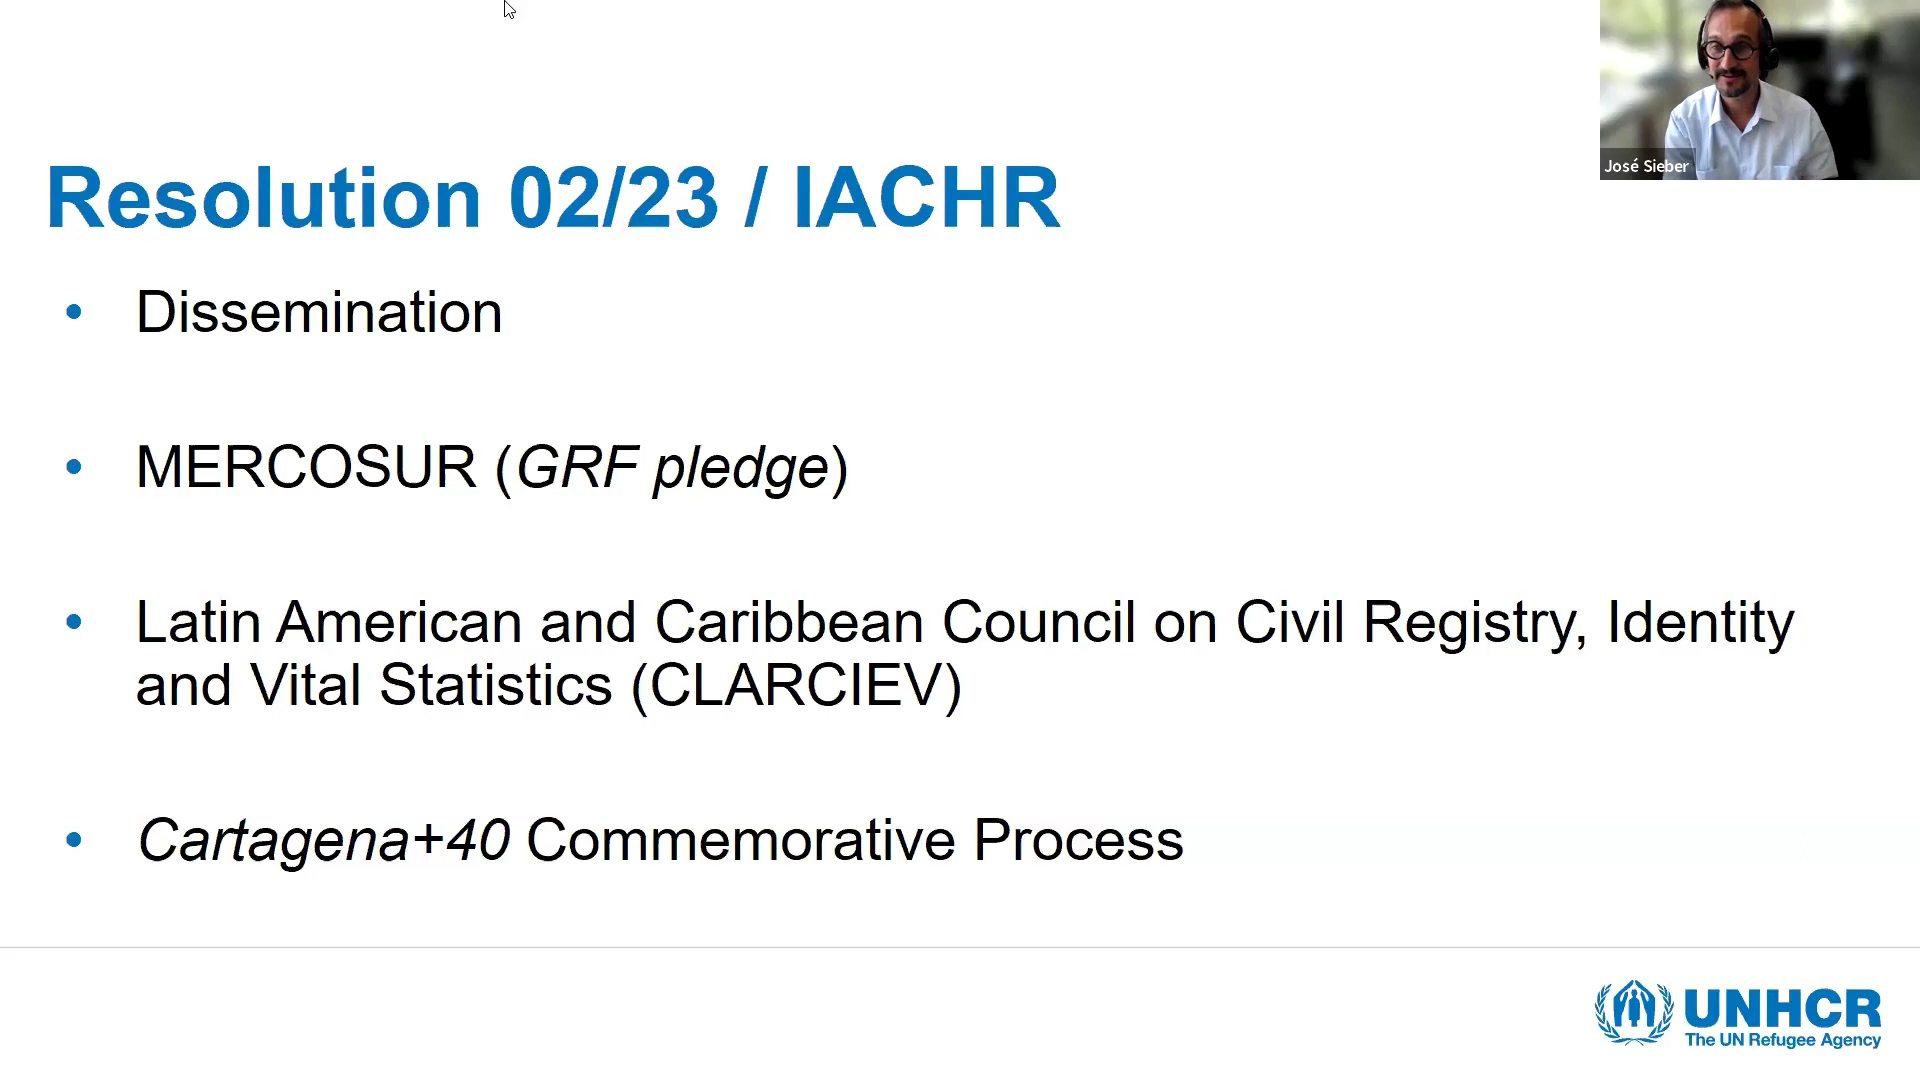 José Sieber
Resolution 02/23 / IACHR
• Dissemination
• MERCOSUR (GRF pledge)
• Latin American and Caribbean Council on Civil Registry, Identity
and Vital Statistics (CLARCIEV)
• Cartagena+40 Commemorative Process
UNHCR
The UN Refugee Agency